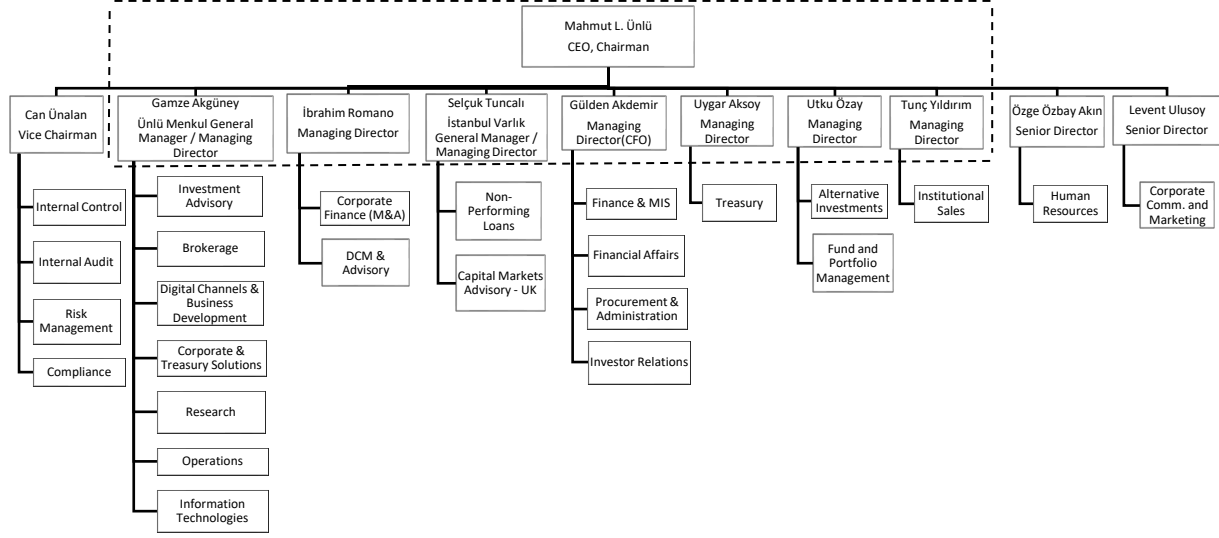 Mahmut L. Ünlü
CEO, Chairman
Can Ünalan
Vice Chairman
Gamze Akgüney
Ünlü Menkul General
Manager / Managing
Director
İbrahim Romano
Managing Director
Selçuk Tuncalı
İstanbul Varlık
General Manager /
Managing Director
Gülden Akdemir
Managing
Director(CFO)
Uygar Aksoy
Managing
Director
Utku Özay
Managing
Director
Tunç Yıldırım
Managing
Director
Özge Özbay Akın
Senior Director
Levent Ulusoy
Senior Director
Internal Control
Internal Audit
Risk
Management
Compliance
Investment
Advisory
Brokerage
Digital Channels &
Business
Development
Corporate &
Treasury Solutions
Research
Operations
Information
Technologies
Corporate
Finance (M&A)
DCM &
Advisory
Non-
Performing
Loans
Capital Markets
Advisory - UK
Finance & MIS
Financial Affairs
Procurement &
Administration
Investor Relations
Treasury
Alternative
Investments
Fund and
Portfolio
Management
Institutional
Sales
Human
Resources
Corporate
Comm. and
Marketing